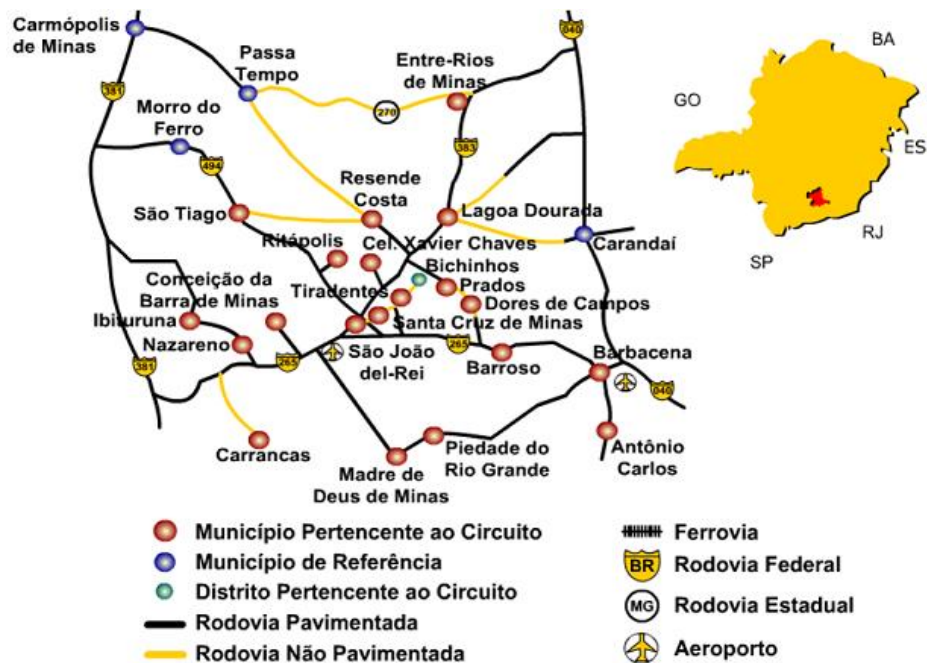 Carmópolis
de Minas
040
BA
Passa
Tempo
Entre-Rios
de Minas
381
GO
270
Morro do
Ferro
383
ES
494
Resende
Costa
São Tiago
Lagoa Dourada
RJ
Ritápolis
Cel. Xavier Chaves
Carandaí
SP
Bichinhos
Conceição da
Barra de Minas
Tiradentes
Prados
Dores de Campos
Ibituruna
Santa Cruz de Minas
Nazareno
265
São João
del-Rei
265
Barroso
Barbacena
381
040
Carrancas
Piedade do
Rio Grande
Antônio
Carlos
Madre de
Deus de Minas
Município Pertencente ao Circuito
Município de Referência
Distrito Pertencente ao Circuito
Rodovia Pavimentada
Rodovia Não Pavimentada
Ferrovia
BR
Rodovia Federal
MG
Rodovia Estadual
Aeroporto